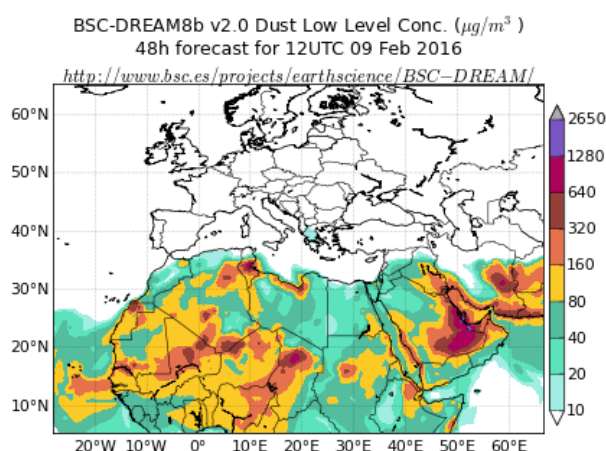 BSC-DREAM8b v2.0 Dust Low Level Conc. (μg/m³ )
48h forecast for 12UTC 09 Feb 2016
http://www.bsc.es/projects/earthscience/BSC−DREAM/
60°N
50°N
40°N
30°N
20°N
10°N
20°W 10°W 0° 10°E 20°E 30°E 40°E 50°E 60°E
2650
1280
640
320
160
80
40
20
10